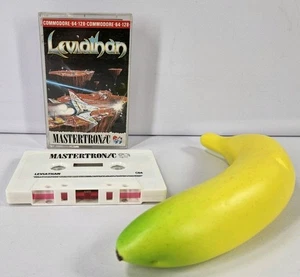 COMMODORE 64·128 COMMODORE 64·128
Leviathan
MASTERTRONIC
MASTERTRONIC
LEVIATHAN